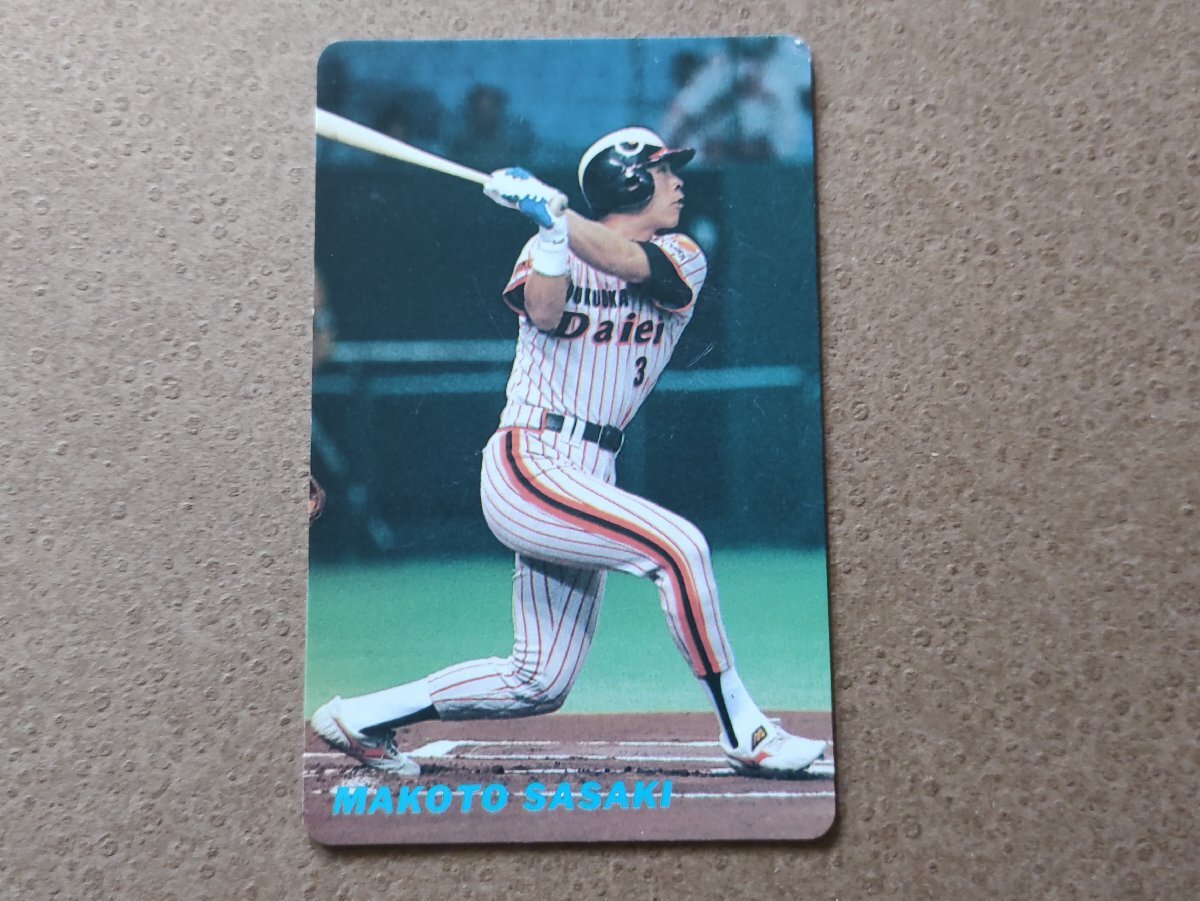 FUKUOKA
Daiei
3
MAKOTO SASAKI